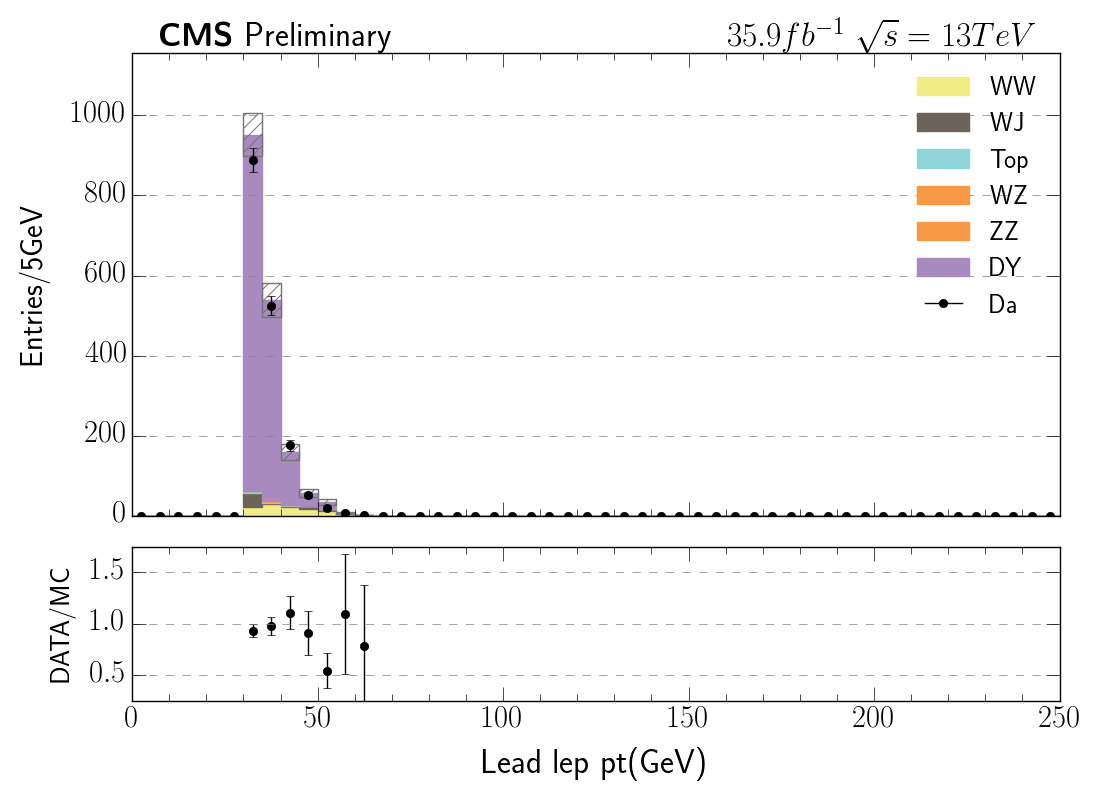 CMS Preliminary
35.9fb⁻¹ √s = 13TeV
Entries/5GeV
1000
800
600
400
200
0
WW
WJ
Top
WZ
ZZ
DY
Da
DATA/MC
1.5
1.0
0.5
0 50 100 150 200 250
Lead lep pt(GeV)